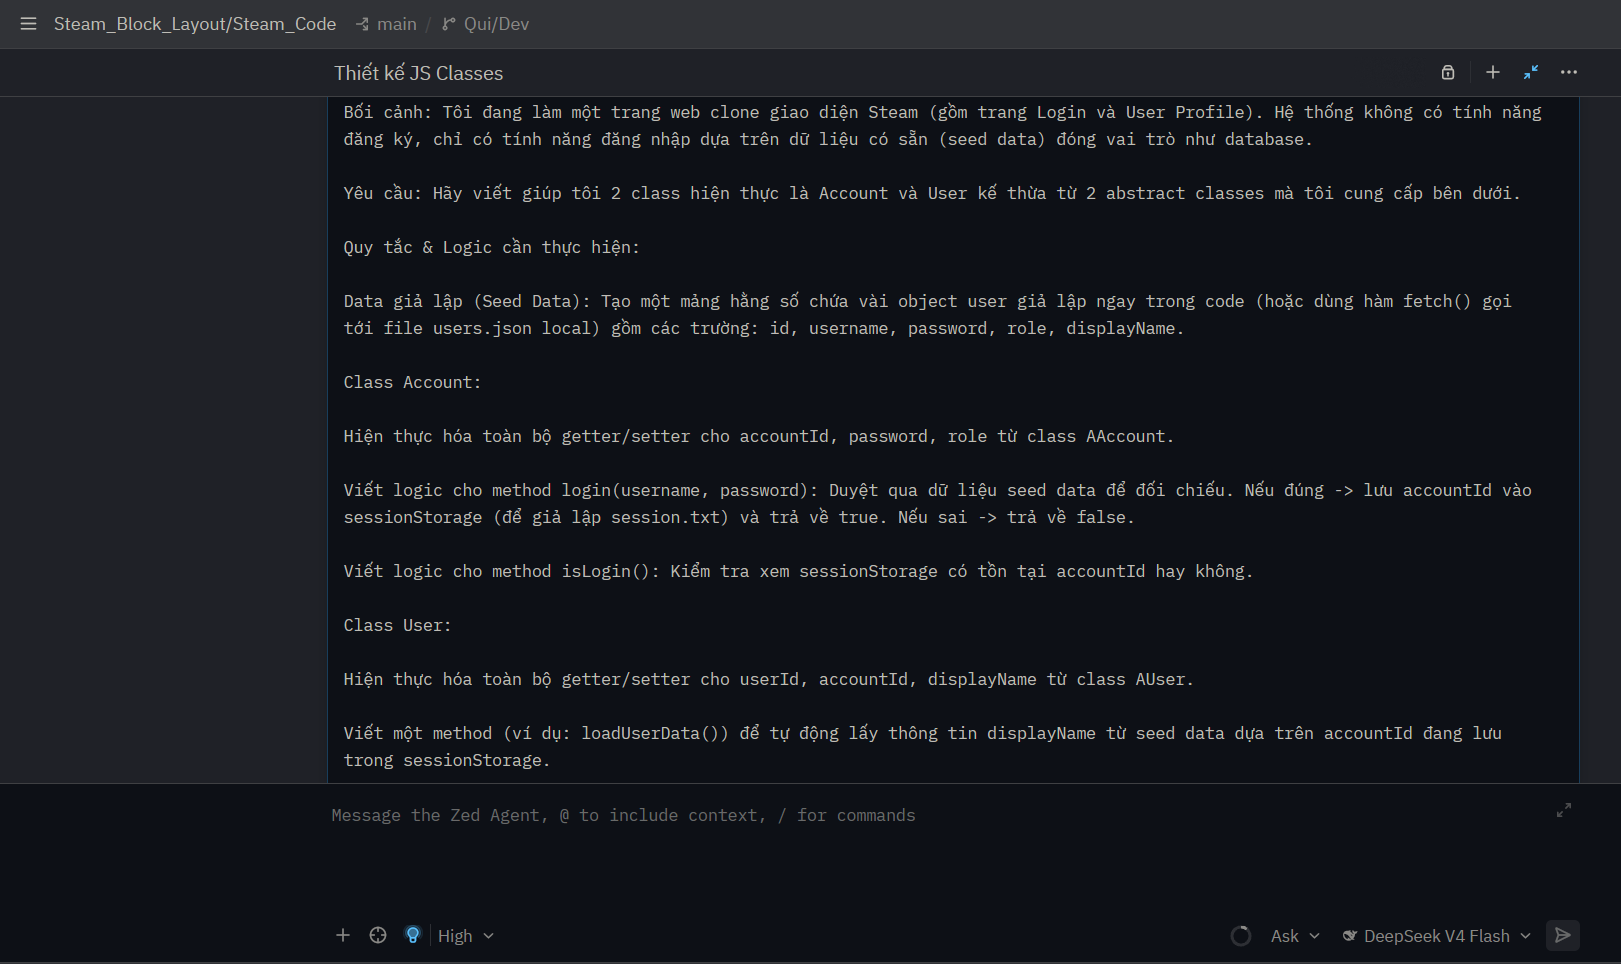 Steam_Block_Layout/Steam_Code main / Qui/Dev
Thiết kế JS Classes
Bối cảnh: Tôi đang làm một trang web clone giao diện Steam (gồm trang Login và User Profile). Hệ thống không có tính năng
đăng ký, chỉ có tính năng đăng nhập dựa trên dữ liệu có sẵn (seed data) đóng vai trò như database.
Yêu cầu: Hãy viết giúp tôi 2 class hiện thực là Account và User kế thừa từ 2 abstract classes mà tôi cung cấp bên dưới.
Quy tắc & Logic cần thực hiện:
Data giả lập (Seed Data): Tạo một mảng hằng số chứa vài object user giả lập ngay trong code (hoặc dùng hàm fetch() gọi
tới file users.json local) gồm các trường: id, username, password, role, displayName.
Class Account:
Hiện thực hóa toàn bộ getter/setter cho accountId, password, role từ class AAccount.
Viết logic cho method login(username, password): Duyệt qua dữ liệu seed data để đối chiếu. Nếu đúng -> lưu accountId vào
sessionStorage (để giả lập session.txt) và trả về true. Nếu sai -> trả về false.
Viết logic cho method isLogin(): Kiểm tra xem sessionStorage có tồn tại accountId hay không.
Class User:
Hiện thực hóa toàn bộ getter/setter cho userId, accountId, displayName từ class AUser.
Viết một method (ví dụ: loadUserData()) để tự động lấy thông tin displayName từ seed data dựa trên accountId đang lưu
trong sessionStorage.
Message the Zed Agent, @ to include context, / for commands
High Ask DeepSeek V4 Flash